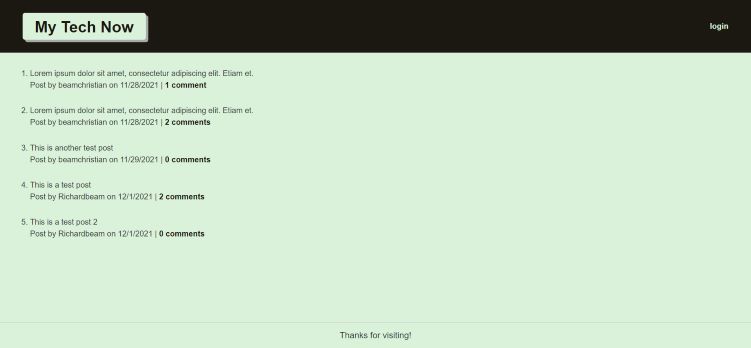 My Tech Now
login
1. Lorem ipsum dolor sit amet, consectetur adipiscing elit. Etiam et.
Post by beamchristian on 11/28/2021 | 1 comment
2. Lorem ipsum dolor sit amet, consectetur adipiscing elit. Etiam et.
Post by beamchristian on 11/28/2021 | 2 comments
3. This is another test post
Post by beamchristian on 11/29/2021 | 0 comments
4. This is a test post
Post by Richardbeam on 12/1/2021 | 2 comments
5. This is a test post 2
Post by Richardbeam on 12/1/2021 | 0 comments
Thanks for visiting!